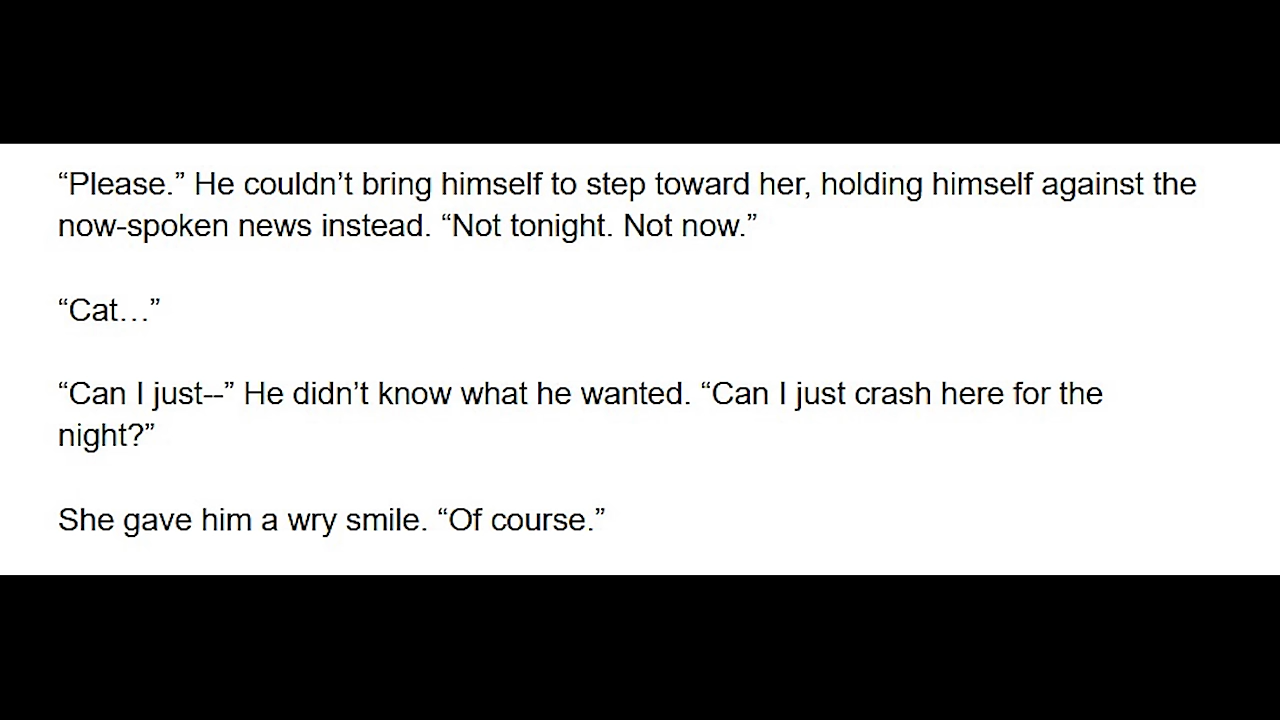 “Please.” He couldn’t bring himself to step toward her, holding himself against the
now-spoken news instead. “Not tonight. Not now.”
“Cat…”
“Can I just--” He didn’t know what he wanted. “Can I just crash here for the
night?”
She gave him a wry smile. “Of course.”